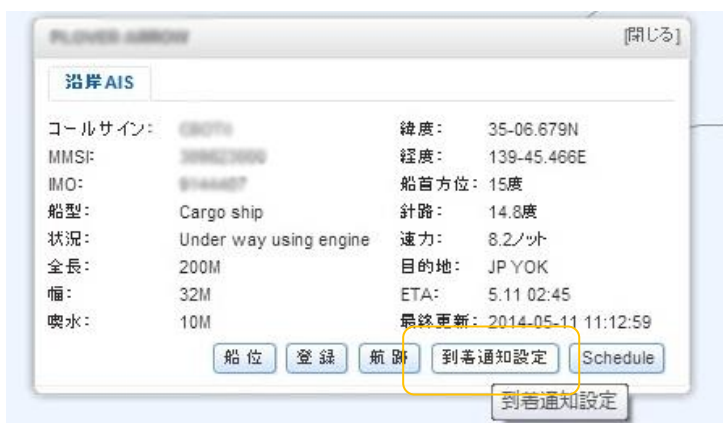 [閉じる]
沿岸AIS
コールサイン: 緯度: 35-06.679N
MMSI: 経度: 139-45.466E
IMO: 船首方位: 15度
船型: Cargo ship 針路: 14.8度
状況: Under way using engine 速力: 8.2ノット
全長: 200M 目的地: JP YOK
幅: 32M ETA: 5.11 02:45
喫水: 10M 最終更新: 2014-05-11 11:12:59
船位 登録 航跡 到着通知設定 Schedule
到着通知設定